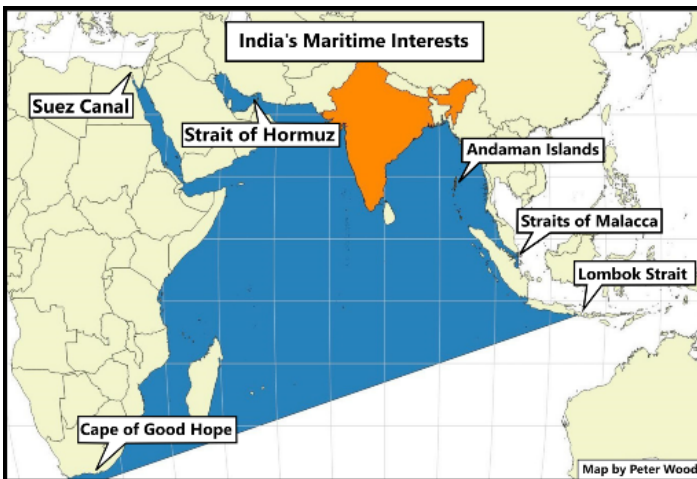 India's Maritime Interests
Suez Canal
Strait of Hormuz
Andaman Islands
Straits of Malacca
Lombok Strait
Cape of Good Hope
Map by Peter Wood